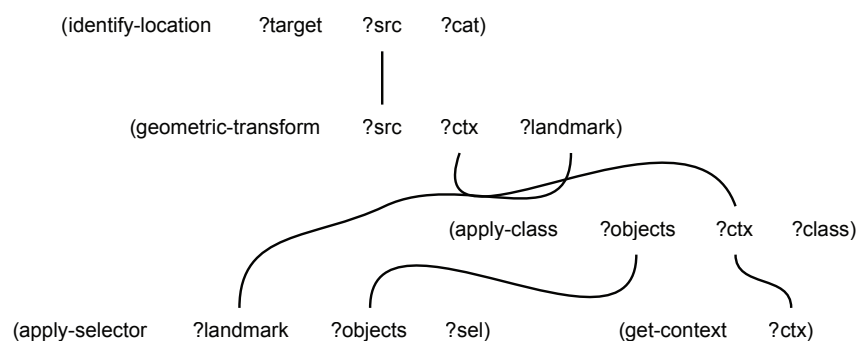 (identify-location ?target ?src ?cat)
(geometric-transform ?src ?ctx ?landmark)
(apply-class ?objects ?ctx ?class)
(apply-selector ?landmark ?objects ?sel) (get-context ?ctx)